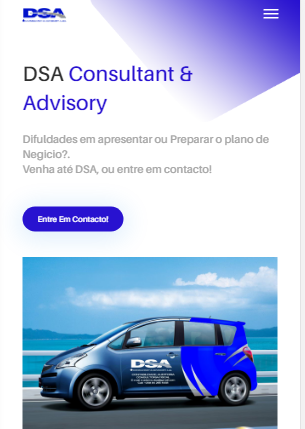 DSA
DSA Consultant &
Advisory
Difuldades em apresentar ou Preparar o plano de
Negicio?.
Venha até DSA, ou entre em contacto!
Entre Em Contacto!
DSA